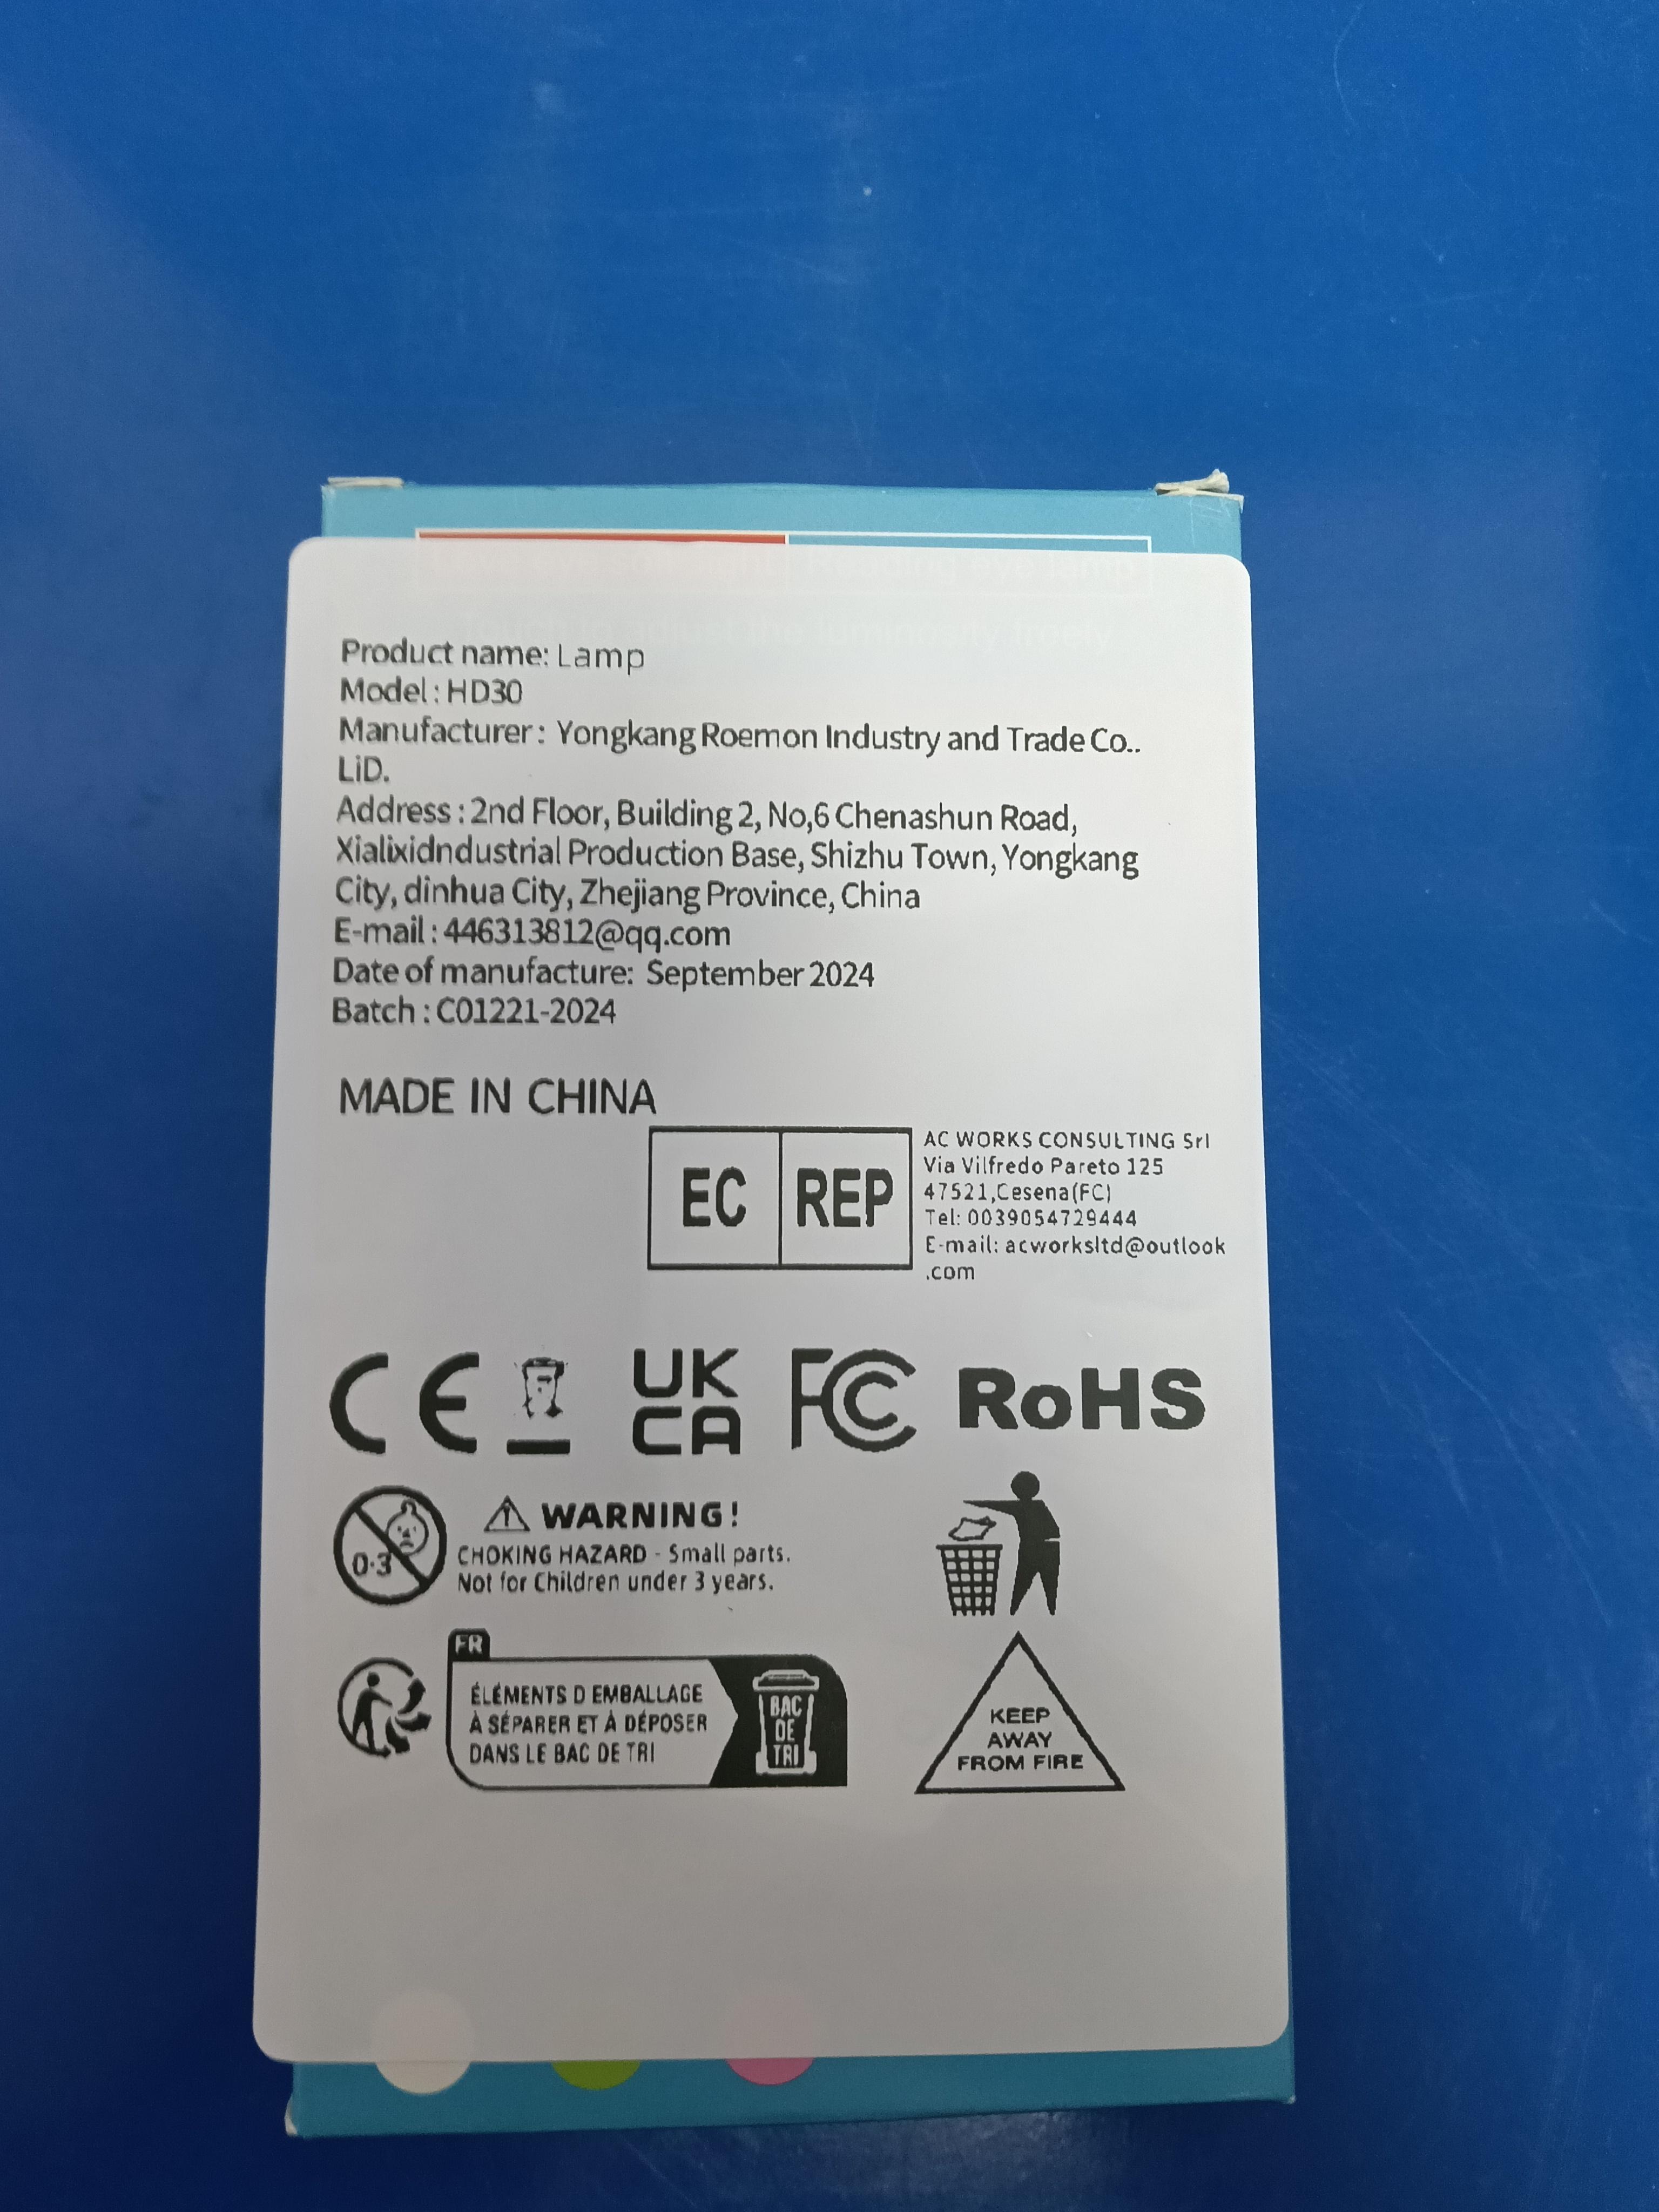 Product name: Lamp
Model : HD30
Manufacturer : Yongkang Roemon Industry and Trade Co..
LiD.
Address : 2nd Floor, Building 2, No,6 Chenashun Road,
Xialixidndustrial Production Base, Shizhu Town, Yongkang
City, dinhua City, Zhejiang Province, China
E-mail : 446313812@qq.com
Date of manufacture: September 2024
Batch : C01221-2024
MADE IN CHINA
EC REP
AC WORKS CONSULTING Srl
Via Vilfredo Pareto 125
47521,Cesena(FC)
Tel: 0039054729444
E-mail: acworksltd@outlook
.com
CE UK CA FC RoHS
0-3
WARNING!
CHOKING HAZARD - Small parts.
Not for Children under 3 years.
FR
ÉLÉMENTS D EMBALLAGE
À SÉPARER ET À DÉPOSER
DANS LE BAC DE TRI
BAC
DE
TRI
KEEP
AWAY
FROM FIRE